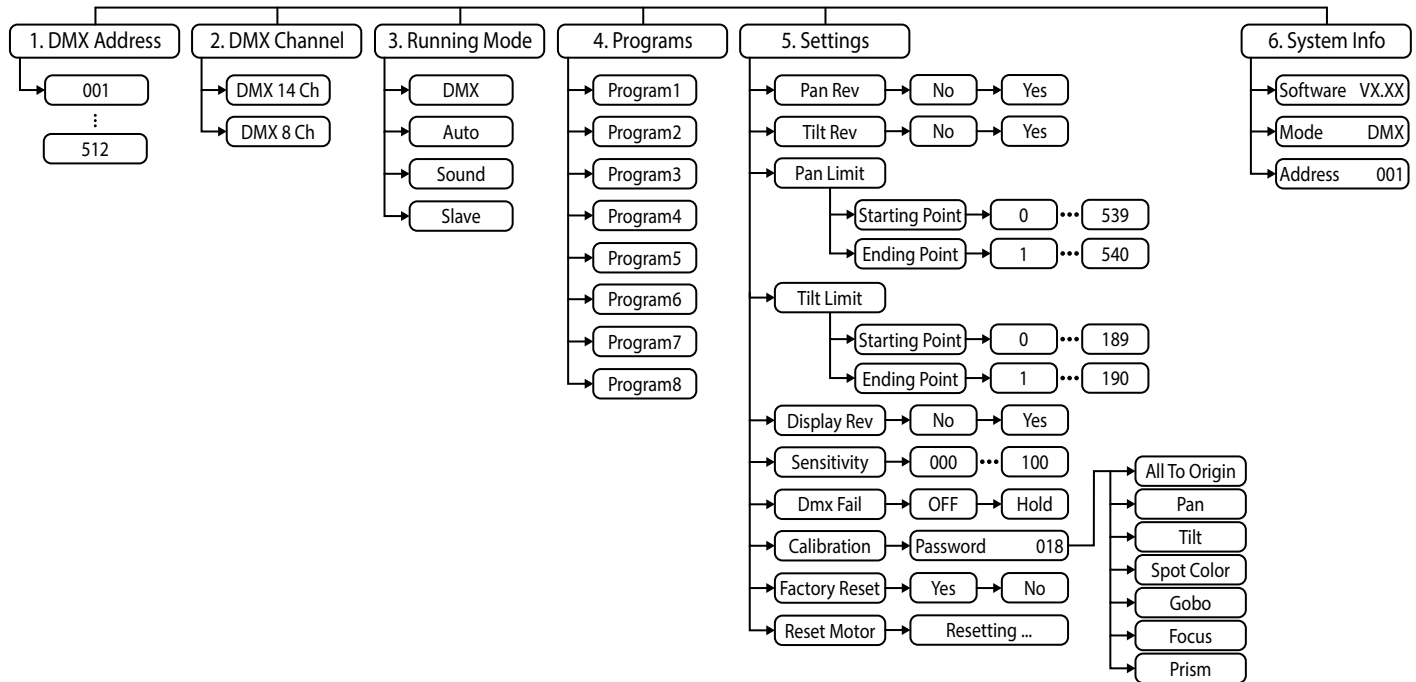 1. DMX Address
001
512
2. DMX Channel
DMX 14 Ch
DMX 8 Ch
3. Running Mode
DMX
Auto
Sound
Slave
4. Programs
Program1
Program2
Program3
Program4
Program5
Program6
Program7
Program8
5. Settings
Pan Rev No Yes
Tilt Rev No Yes
Pan Limit
Starting Point 0 ••• 539
Ending Point 1 ••• 540
Tilt Limit
Starting Point 0 ••• 189
Ending Point 1 ••• 190
Display Rev No Yes
Sensitivity 000 ••• 100
Dmx Fail OFF Hold
Calibration Password 018
All To Origin
Pan
Tilt
Spot Color
Gobo
Focus
Prism
Factory Reset Yes No
Reset Motor Resetting ...
6. System Info
Software VX.XX
Mode DMX
Address 001